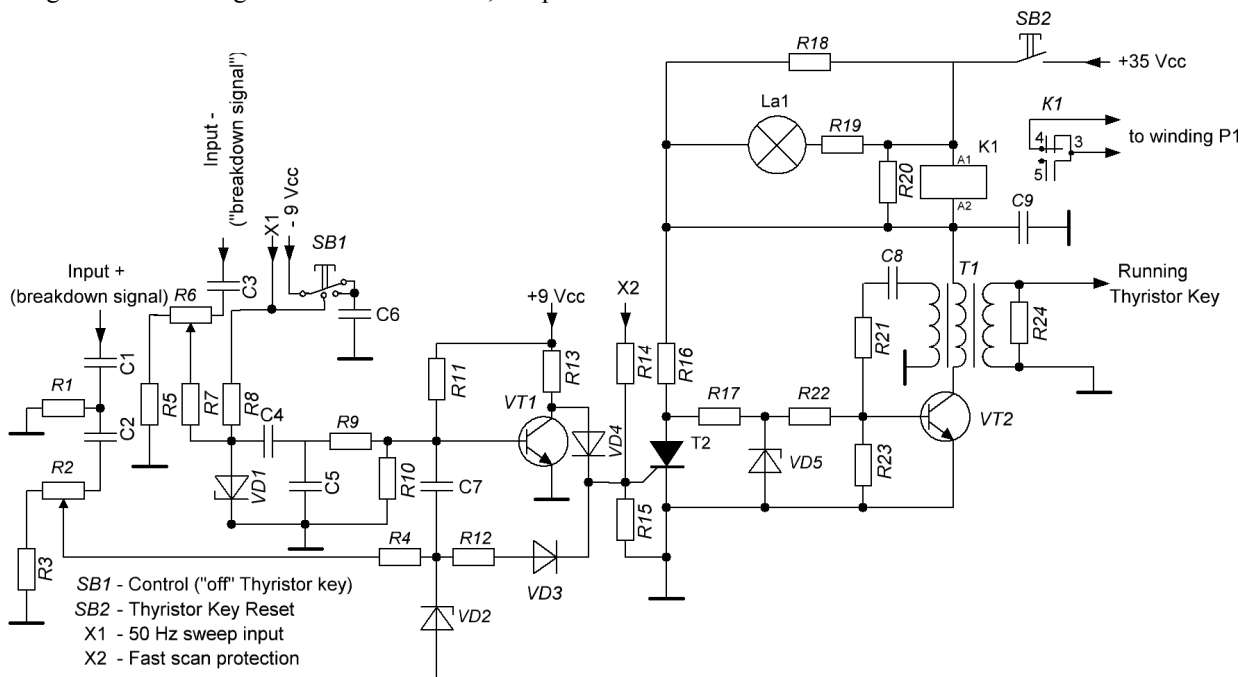 SB2
R18
+35 Vcc
La1
R19
K1
to winding P1
4
3
5
K1
A1
A2
R20
C9
Input -
("breakdown signal")
X1
- 9 Vcc
SB1
C3
C6
Input +
(breakdown signal)
R6
C1
R1
C2
R5
R7
R8
C4
R9
R11
+9 Vcc
R13
X2
R14
R16
C8
T1
Running
Thyristor Key
R21
R24
VT1
VD4
R17
R22
VT2
T2
VD5
R23
R2
VD1
C5
R10
C7
R15
R3
R4
R12
VD3
VD2
SB1 - Control ("off" Thyristor key)
SB2 - Thyristor Key Reset
X1 - 50 Hz sweep input
X2 - Fast scan protection